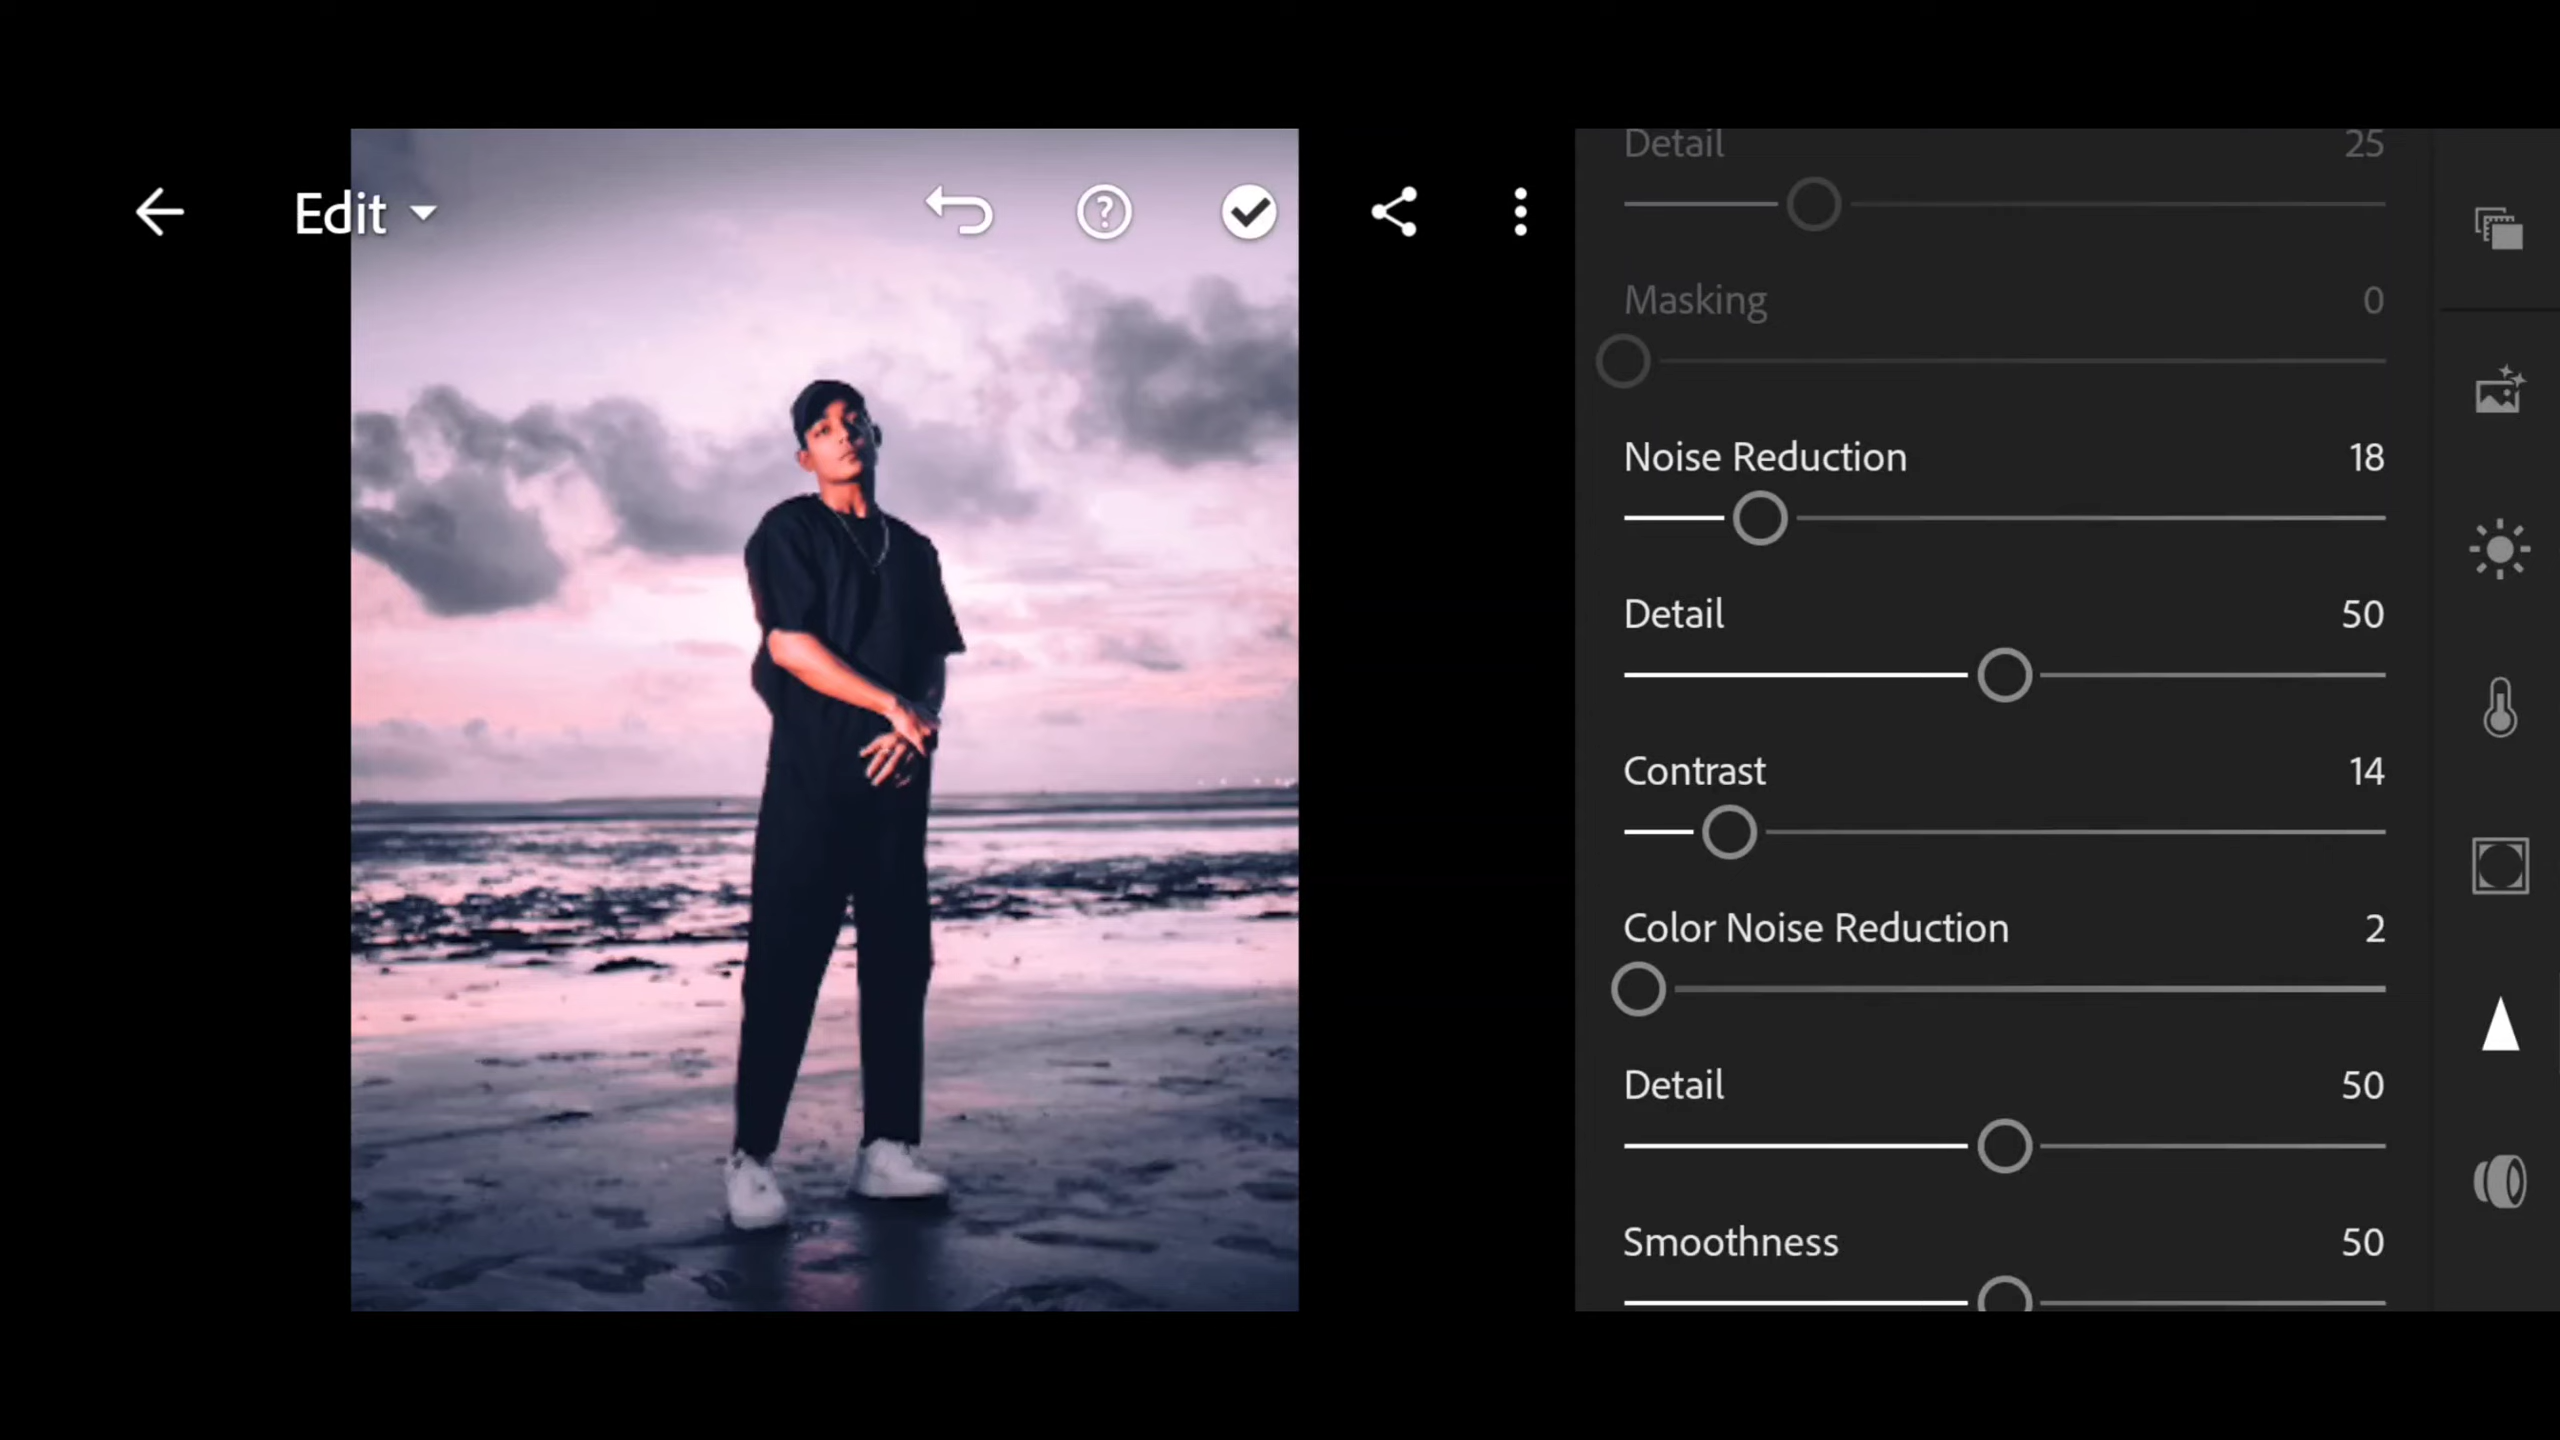 Edit
Detail 25
Masking 0
Noise Reduction 18
Detail 50
Contrast 14
Color Noise Reduction 2
Detail 50
Smoothness 50